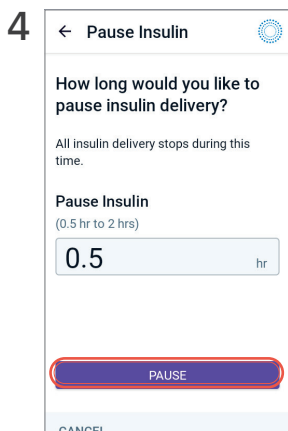 4
Pause Insulin
How long would you like to
pause insulin delivery?
All insulin delivery stops during this
time.
Pause Insulin
(0.5 hr to 2 hrs)
0.5 hr
PAUSE
CANCEL